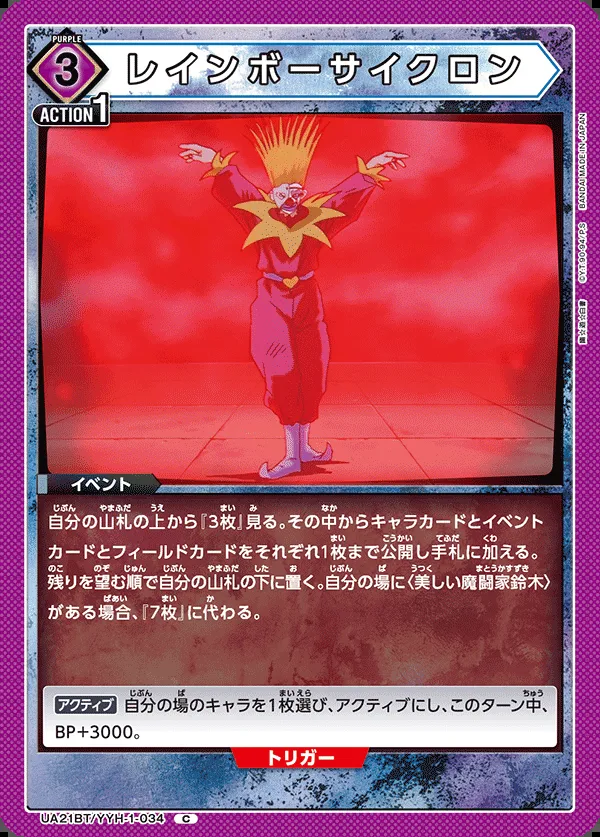 PURPLE
3
レインボーサイクロン
ACTION 1
BANDAI MADE IN JAPAN
©Y.T.90-94/P,S
幽☆遊☆白書
イベント
自分の山札の上から『3枚』見る。その中からキャラカードとイベント
カードとフィールドカードをそれぞれ1枚まで公開し手札に加える。
残りを望む順で自分の山札の下に置く。自分の場に〈美しい魔闘家鈴木〉
がある場合、『7枚』に代わる。
アクティブ 自分の場のキャラを1枚選び、アクティブにし、このターン中、
BP+3000。
トリガー
UA21BT/YYH-1-034 C